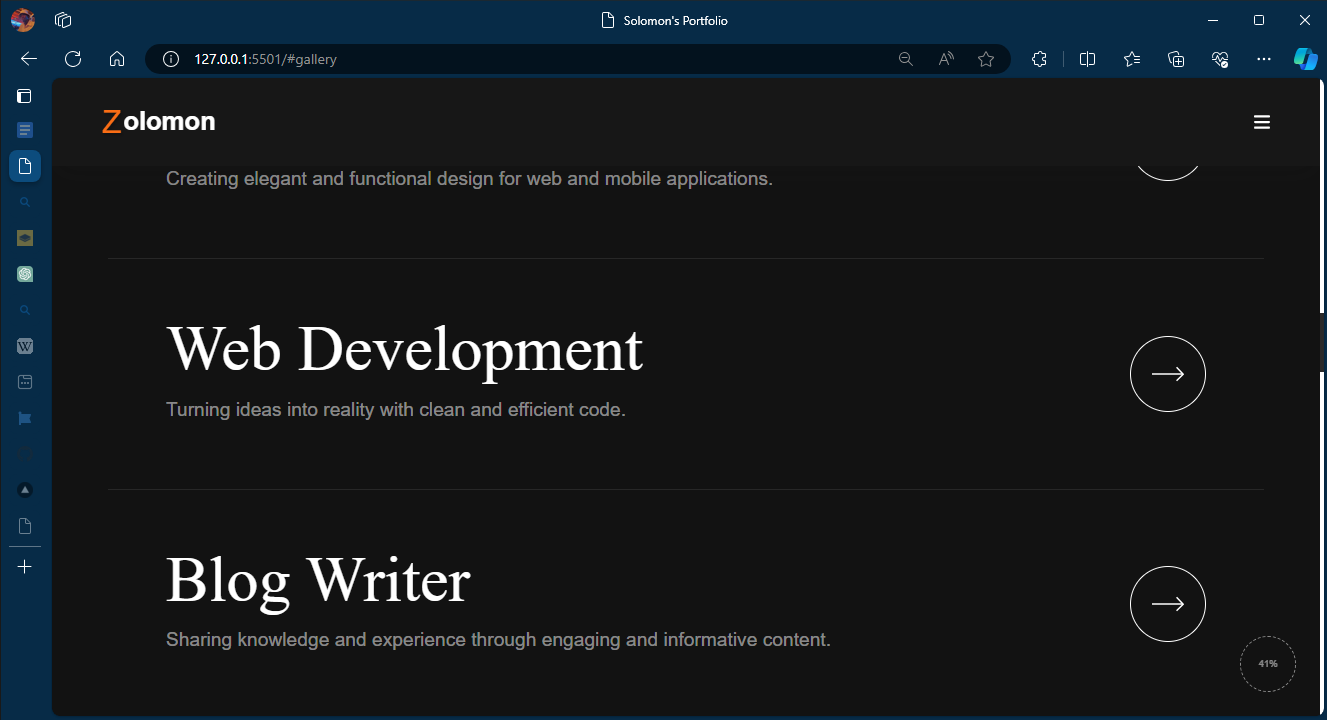 Solomon's Portfolio
127.0.0.1:5501/#gallery
Zolomon
Creating elegant and functional design for web and mobile applications.
Web Development
Turning ideas into reality with clean and efficient code.
Blog Writer
Sharing knowledge and experience through engaging and informative content.
41%